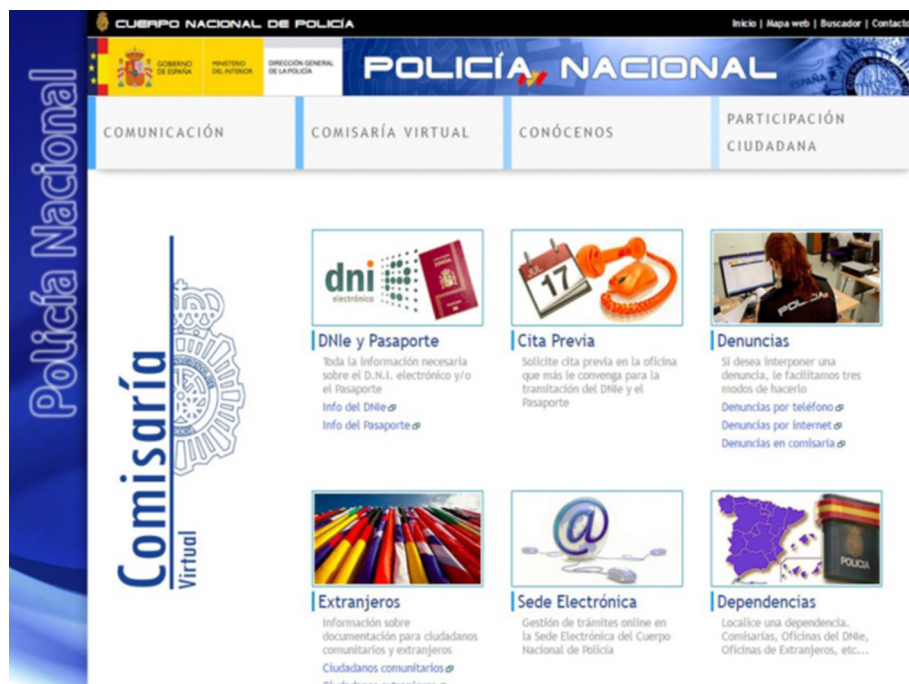 CUERPO NACIONAL DE POLICÍA
Inicio | Mapa web | Buscador | Contacto
GOBIERNO
DE ESPAÑA
MINISTERIO
DEL INTERIOR
DIRECCIÓN GENERAL
DE LA POLICÍA
POLICÍA NACIONAL
ESPAÑA
Policía Nacional
COMUNICACIÓN
COMISARÍA VIRTUAL
CONÓCENOS
PARTICIPACIÓN
CIUDADANA
Comisaría
Virtual
dni
electrónico
DNIe y Pasaporte
Toda la información necesaria
sobre el D.N.I. electrónico y/o
el Pasaporte
Info del DNIe
Info del Pasaporte
JUL
17
Cita Previa
Solicite cita previa en la oficina
que más le convenga para la
tramitación del DNIe y el
Pasaporte
POLICÍA
Denuncias
Si desea interponer una
denuncia, le facilitamos tres
modos de hacerlo
Denuncias por teléfono
Denuncias por internet
Denuncias en comisaría
Extranjeros
Información sobre
documentación para ciudadanos
comunitarios y extranjeros
Ciudadanos comunitarios
Ciudadanos extranjeros
@
Sede Electrónica
Gestión de trámites online en
la Sede Electrónica del Cuerpo
Nacional de Policía
POLICIA
Dependencias
Localice una dependencia.
Comisarías, Oficinas del DNIe,
Oficinas de Extranjeros, etc...